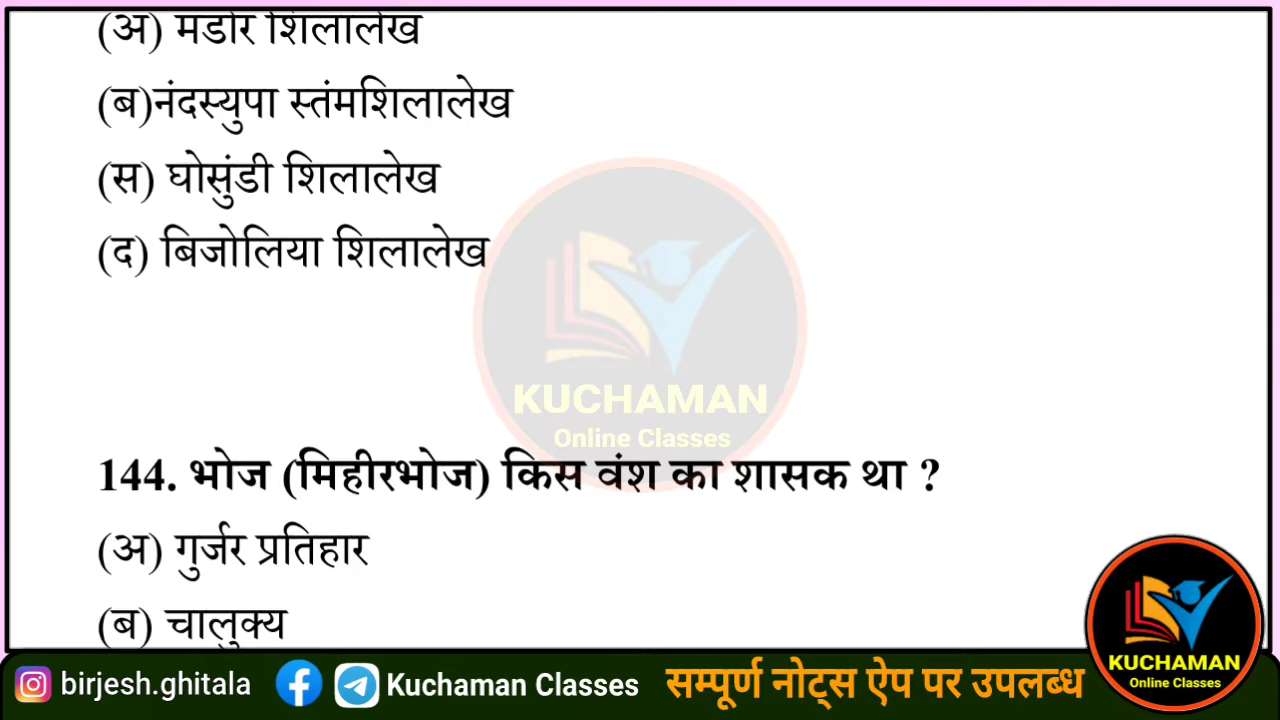 (अ) मंडोर शिलालेख
(ब)नंदस्युपा स्तंमशिलालेख
(स) घोसुंडी शिलालेख
(द) बिजोलिया शिलालेख
KUCHAMAN
Online Classes
144. भोज (मिहीरभोज) किस वंश का शासक था ?
(अ) गुर्जर प्रतिहार
(ब) चालुक्य
KUCHAMAN
Online Classes
birjesh.ghitala
Kuchaman Classes
सम्पूर्ण नोट्स ऐप पर उपलब्ध